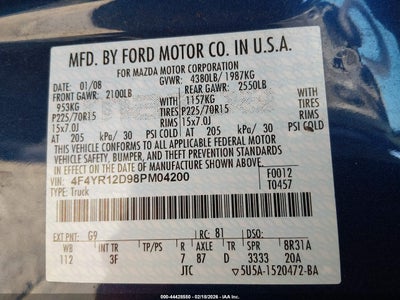 MFD. BY FORD MOTOR CO. IN U.S.A.
FOR MAZDA MOTOR CORPORATION
01/08 GVWR: 4380LB/ 1987KG
FRONT GAWR: 2100LB REAR GAWR: 2550LB
953KG 1157KG
P225/70R15 TIRES P225/70R15 TIRES
15x7.0J RIMS 15x7.0J RIMS
AT 205 kPa/ 30 PSI COLD AT 205 kPa/ 30 PSI COLD
THIS VEHICLE CONFORMS TO ALL APPLICABLE FEDERAL MOTOR VEHICLE
SAFETY, BUMPER, AND THEFT PREVENTION STANDARDS IN EFFECT ON THE DATE
OF MANUFACTURE SHOWN ABOVE.
VIN: 4F4YR12D98PM04200 F0012
TYPE: Truck T0457
EXT PNT: G9 RC: 81 DSO:
WB INT TR TP/PS R AXLE TR SPR 8R31A
112 3F 7 87 D 3333 20A
JTC 5U5A-1520472-BA
44428550 - 02/18/2026 - IAAI